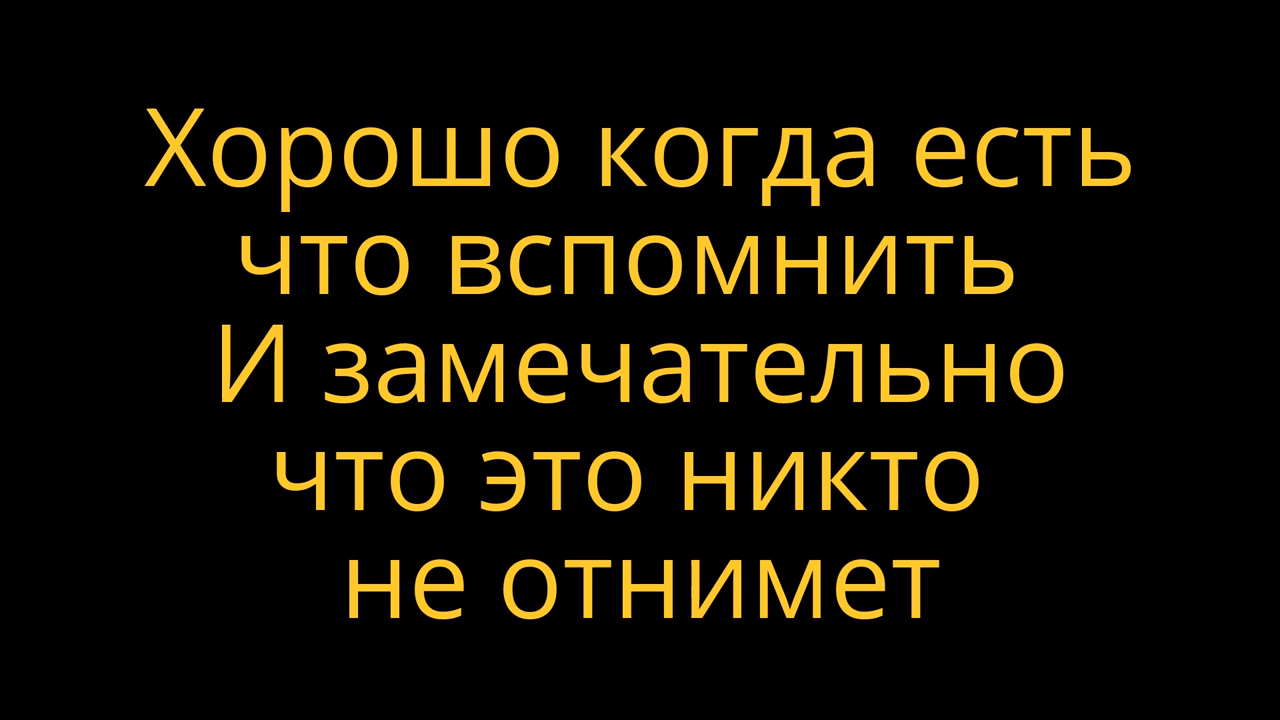 Хорошо когда есть
что вспомнить
И замечательно
что это никто
не отнимет